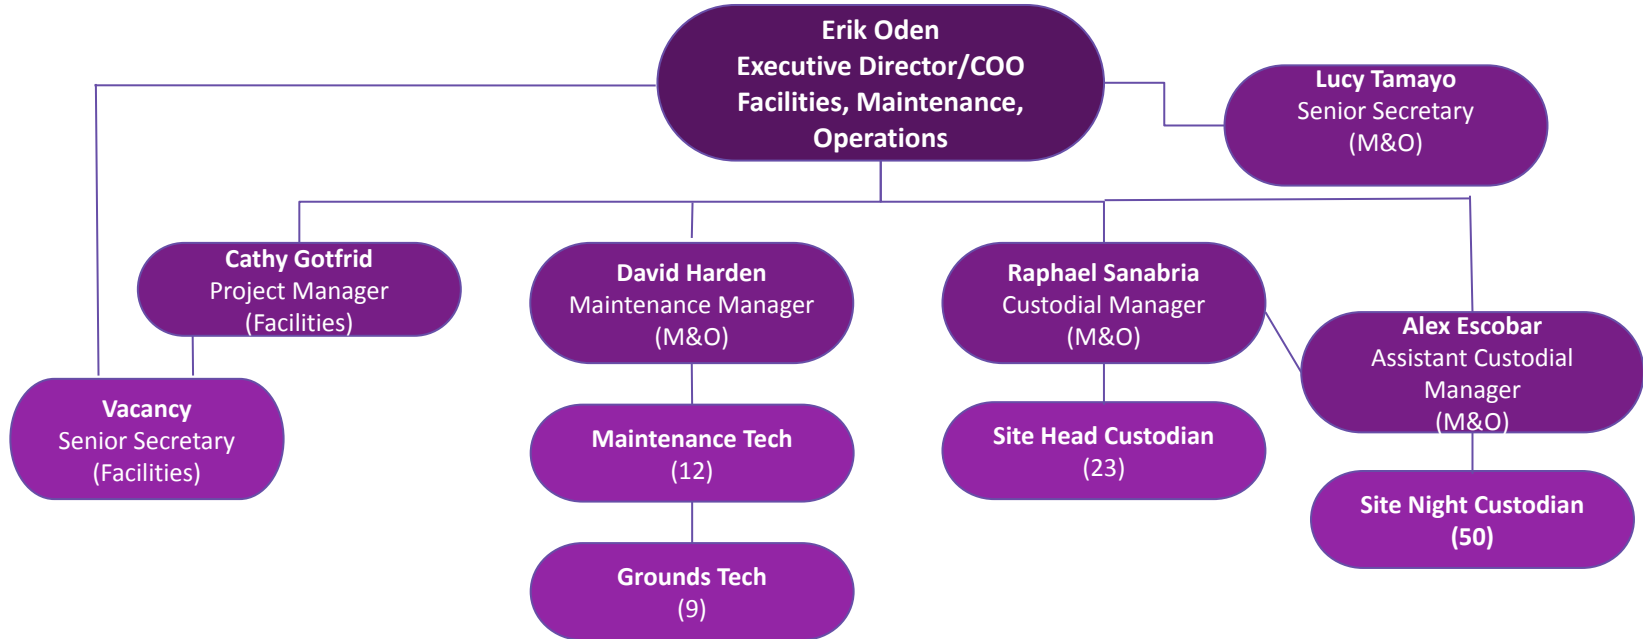 Erik Oden
Executive Director/COO
Facilities, Maintenance,
Operations
Lucy Tamayo
Senior Secretary
(M&O)
Cathy Gotfrid
Project Manager
(Facilities)
David Harden
Maintenance Manager
(M&O)
Raphael Sanabria
Custodial Manager
(M&O)
Alex Escobar
Assistant Custodial
Manager
(M&O)
Vacancy
Senior Secretary
(Facilities)
Maintenance Tech
(12)
Site Head Custodian
(23)
Site Night Custodian
(50)
Grounds Tech
(9)